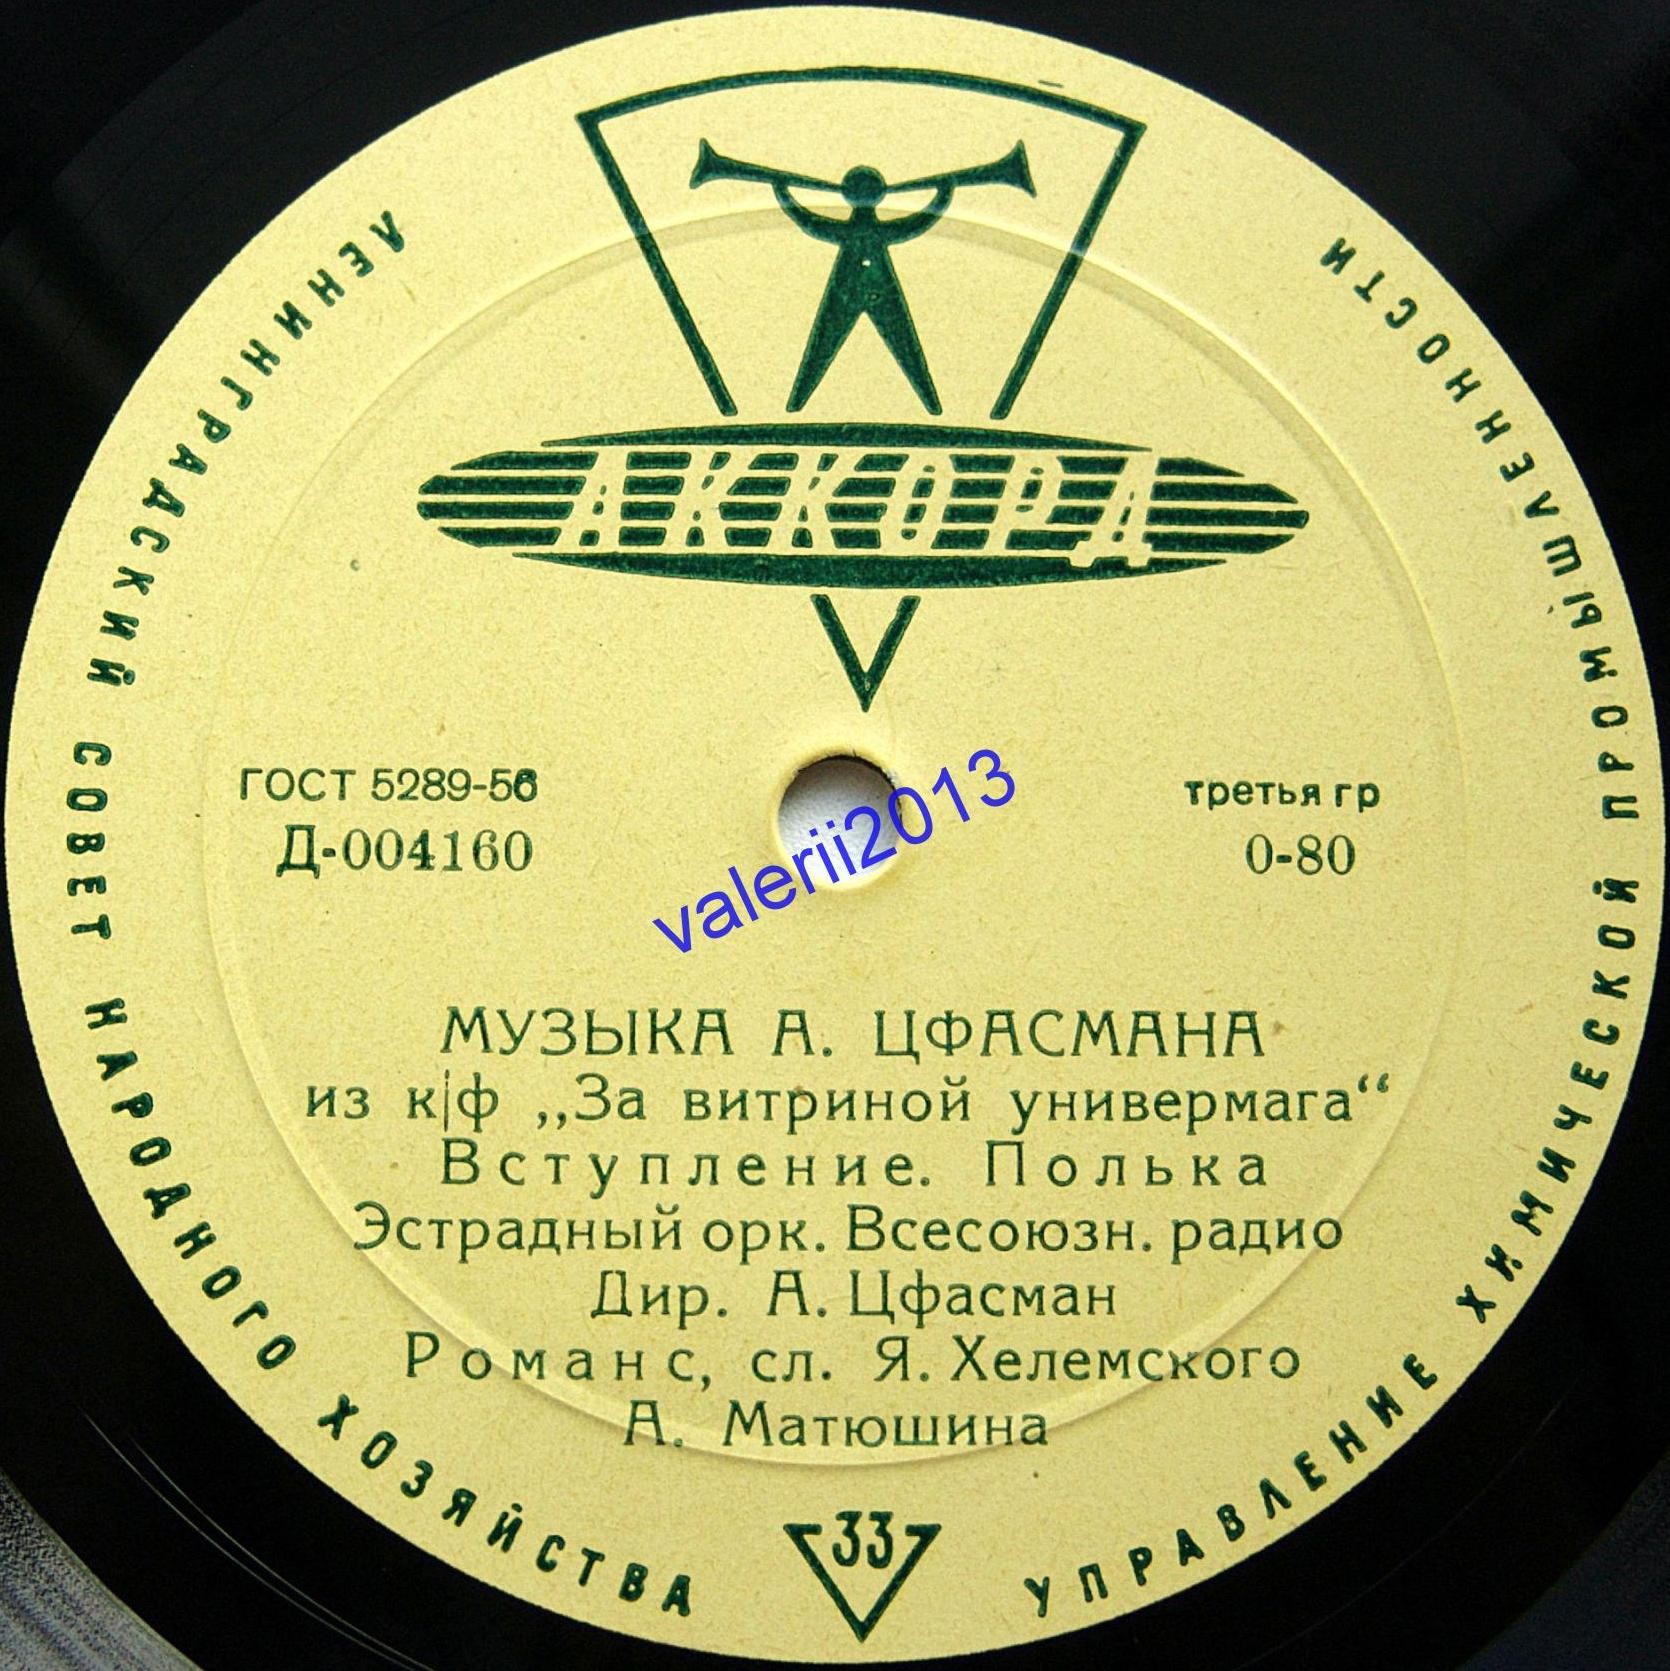 ЛЕНИНГРАДСКИЙ СОВЕТ НАРОДНОГО ХОЗЯЙСТВА
УПРАВЛЕНИЕ ХИМИЧЕСКОЙ ПРОМЫШЛЕННОСТИ
АККОРД
ГОСТ 5289-56
третья гр
Д-004160
0-80
valerii2013
МУЗЫКА А. ЦФАСМАНА
из к|ф „За витриной универмага“
Вступление. Полька
Эстрадный орк. Всесоюзн. радио
Дир. А. Цфасман
Романс, сл. Я. Хелемского
А. Матюшина
33